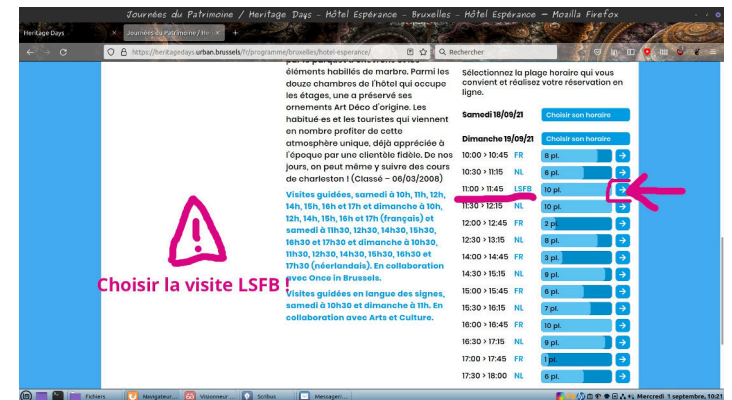 Journées du Patrimoine / Heritage Days - Hôtel Espérance - Bruxelles - Hôtel Espérance — Mozilla Firefox
Heritage Days
Journées du Patrimoine / He
https://heritagedays.urban.brussels/fr/programme/bruxelles/hotel-esperance/
Rechercher
éléments habillés de marbre. Parmi les
douze chambres de l'hôtel qui occupe
les étages, une a préservé ses
ornements Art Déco d'origine. Les
habitué·es et les touristes qui viennent
en nombre profiter de cette
atmosphère unique, déjà appréciée à
l'époque par une clientèle fidèle. De nos
jours, on peut même y suivre des cours
de charleston ! (Classé – 06/03/2008)
Visites guidées, samedi à 10h, 11h, 12h,
14h, 15h, 16h et 17h et dimanche à 10h,
12h, 14h, 15h, 16h et 17h (français) et
samedi à 11h30, 12h30, 14h30, 15h30,
16h30 et 17h30 et dimanche à 10h30,
11h30, 12h30, 14h30, 15h30, 16h30 et
17h30 (néerlandais). En collaboration
avec Once in Brussels.
Visites guidées en langue des signes,
samedi à 10h30 et dimanche à 11h. En
collaboration avec Arts et Culture.
Choisir la visite LSFB !
Sélectionnez la plage horaire qui vous
convient et réalisez votre réservation en
ligne.
Samedi 18/09/21 Choisir son horaire
Dimanche 19/09/21 Choisir son horaire
10:00 > 10:45 FR 8 pl.
10:30 > 11:15 NL 6 pl.
11:00 > 11:45 LSFB 10 pl.
11:30 > 12:15 NL 10 pl.
12:00 > 12:45 FR 2 pl.
12:30 > 13:15 NL 8 pl.
14:00 > 14:45 FR 3 pl.
14:30 > 15:15 NL 9 pl.
15:00 > 15:45 FR 6 pl.
15:30 > 16:15 NL 7 pl.
16:00 > 16:45 FR 10 pl.
16:30 > 17:15 NL 9 pl.
17:00 > 17:45 FR 1 pl.
17:30 > 18:00 NL 6 pl.
Fichiers
Navigateur...
Visionneur ...
Scribus
Messageri...
Mercredi 1 septembre, 10:21